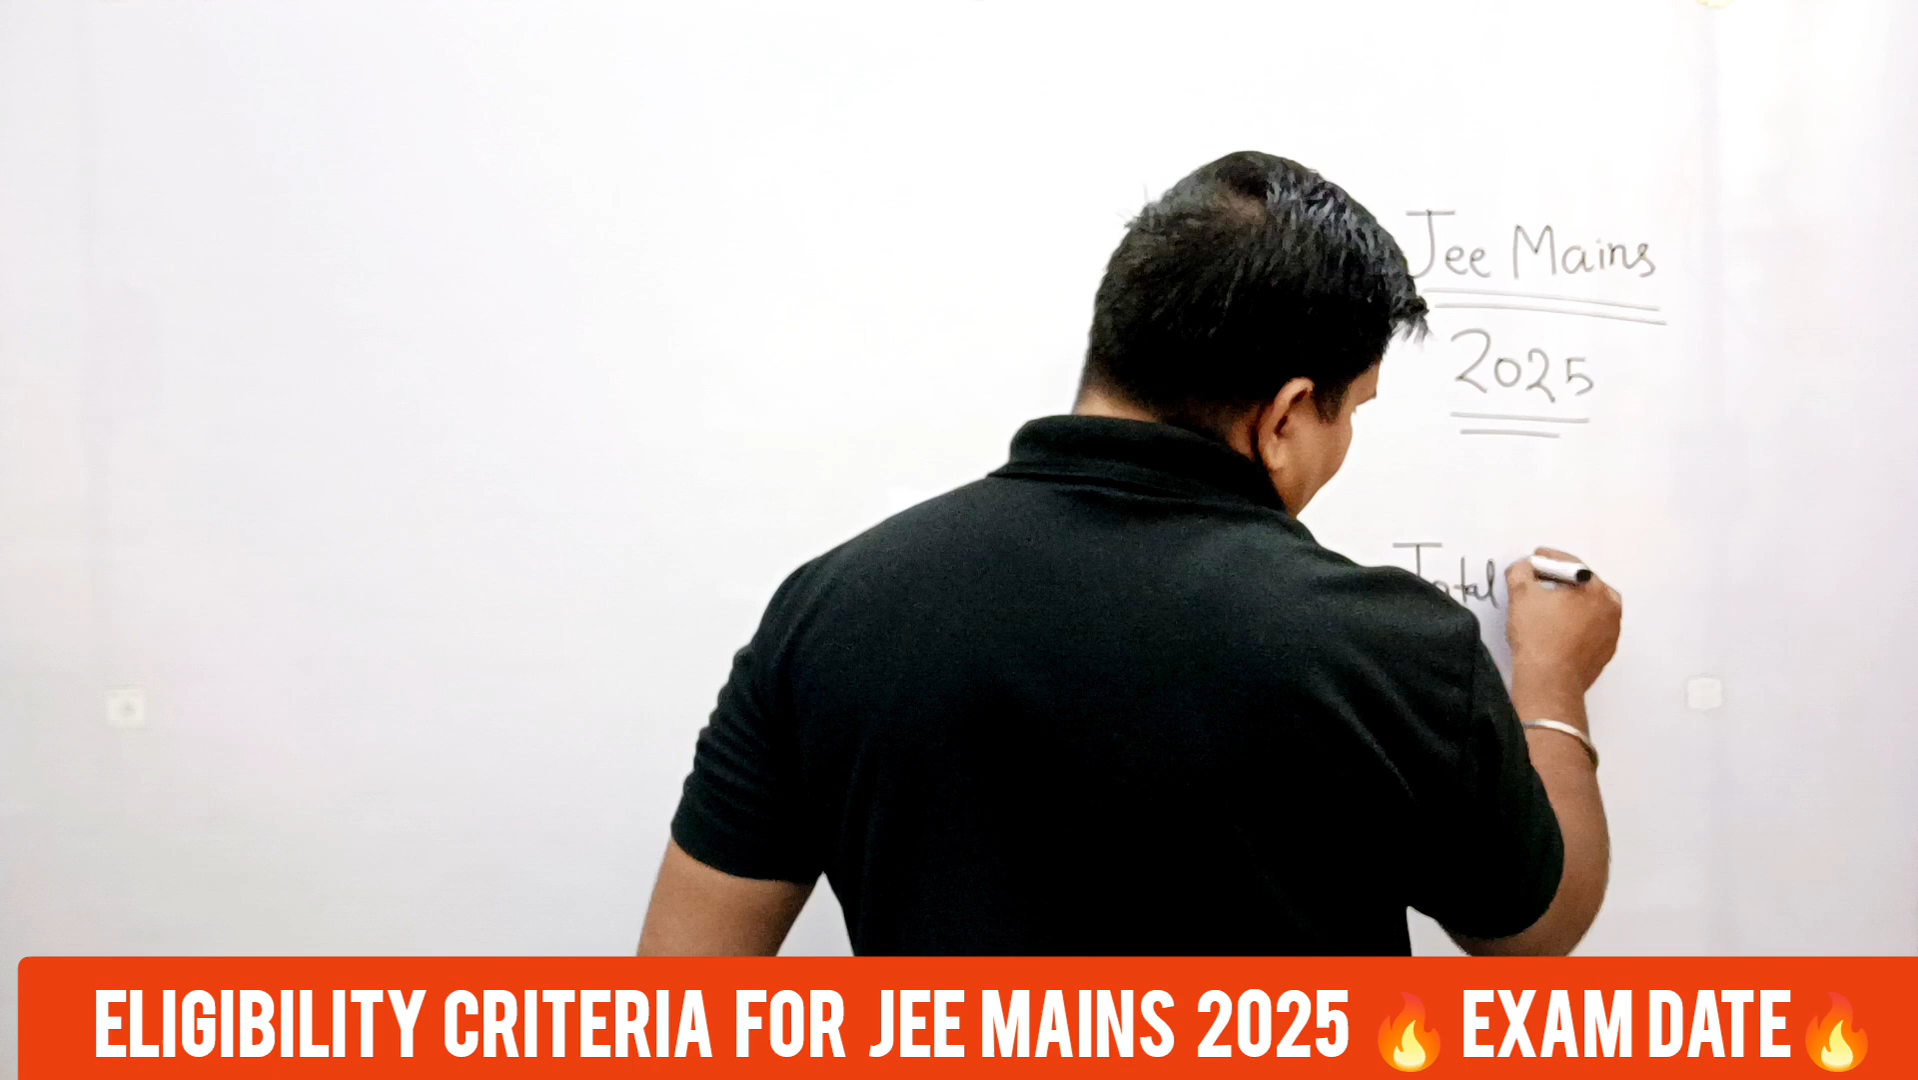 Jee Mains
2025
Total
ELIGIBILITY CRITERIA FOR JEE MAINS 2025 🔥 EXAM DATE🔥